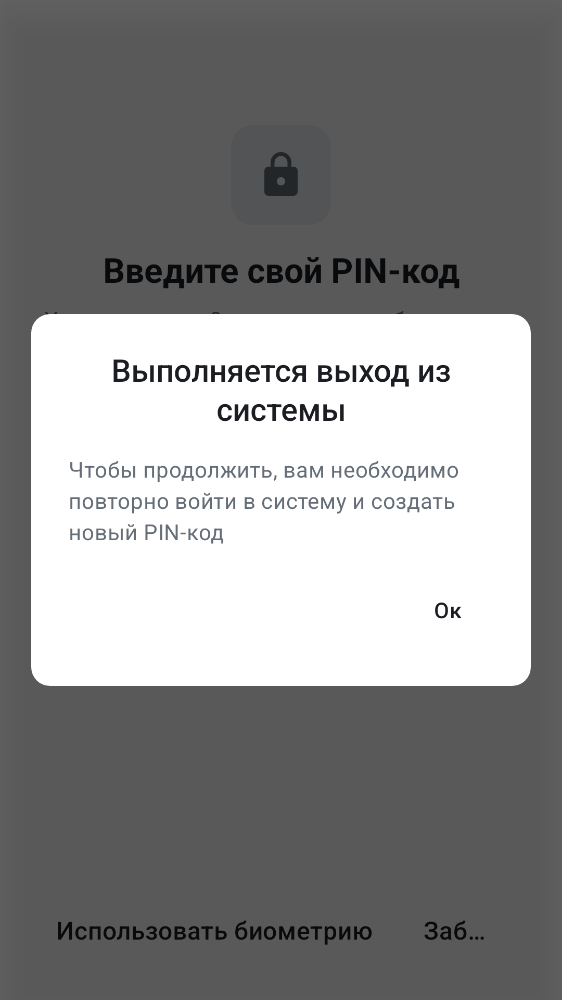 Введите свой PIN-код
Выполняется выход из
системы
Чтобы продолжить, вам необходимо
повторно войти в систему и создать
новый PIN-код
Ок
Использовать биометрию Заб...